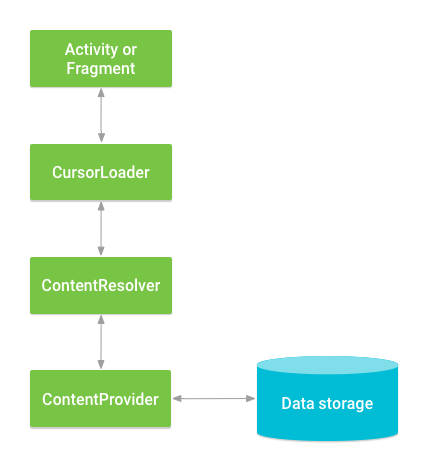 Activity or
Fragment
CursorLoader
ContentResolver
ContentProvider
Data storage